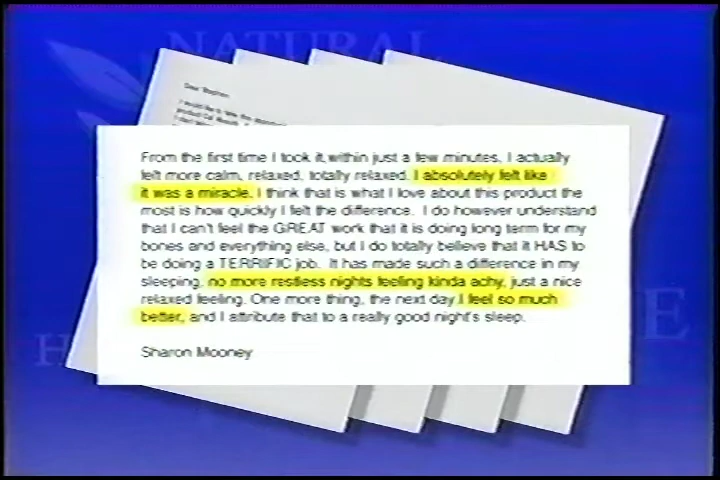 NATURAL
Dear Stephen,
From the first time I took it, within just a few minutes, I actually
felt more calm, relaxed, totally relaxed. I absolutely felt like
it was a miracle. I think that is what I love about this product the
most is how quickly I felt the difference. I do however understand
that I can't feel the GREAT work that it is doing long term for my
bones and everything else, but I do totally believe that it HAS to
be doing a TERRIFIC job. It has made such a difference in my
sleeping, no more restless nights feeling kinda achy, just a nice
relaxed feeling. One more thing, the next day I feel so much
better, and I attribute that to a really good night's sleep.
Sharon Mooney
H
E